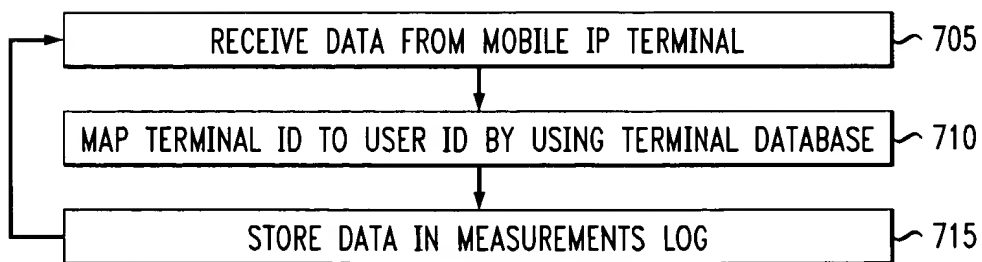 RECEIVE DATA FROM MOBILE IP TERMINAL 705
MAP TERMINAL ID TO USER ID BY USING TERMINAL DATABASE 710
STORE DATA IN MEASUREMENTS LOG 715